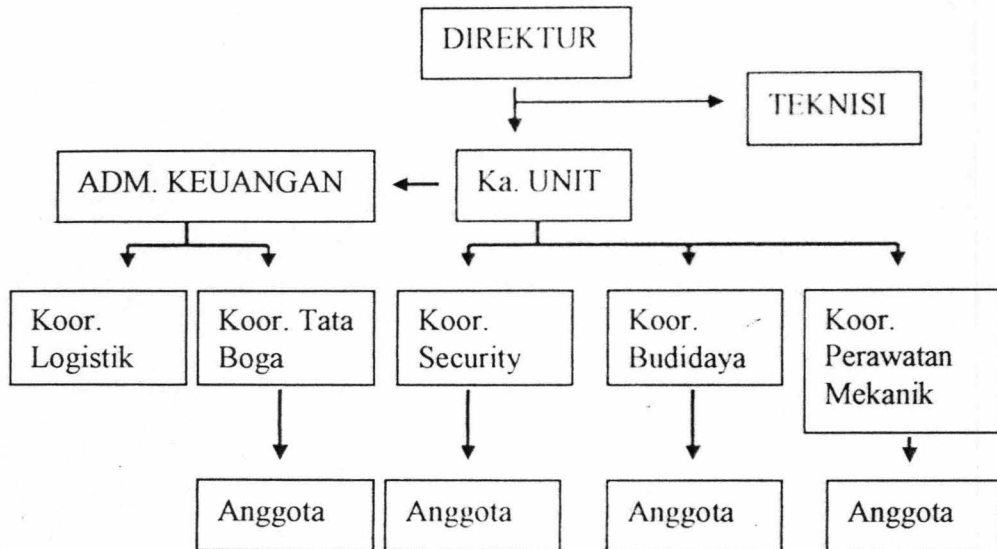 DIREKTUR
TEKNISI
ADM. KEUANGAN
Ka. UNIT
Koor.
Logistik
Koor. Tata
Boga
Koor.
Security
Koor.
Budidaya
Koor.
Perawatan
Mekanik
Anggota
Anggota
Anggota
Anggota